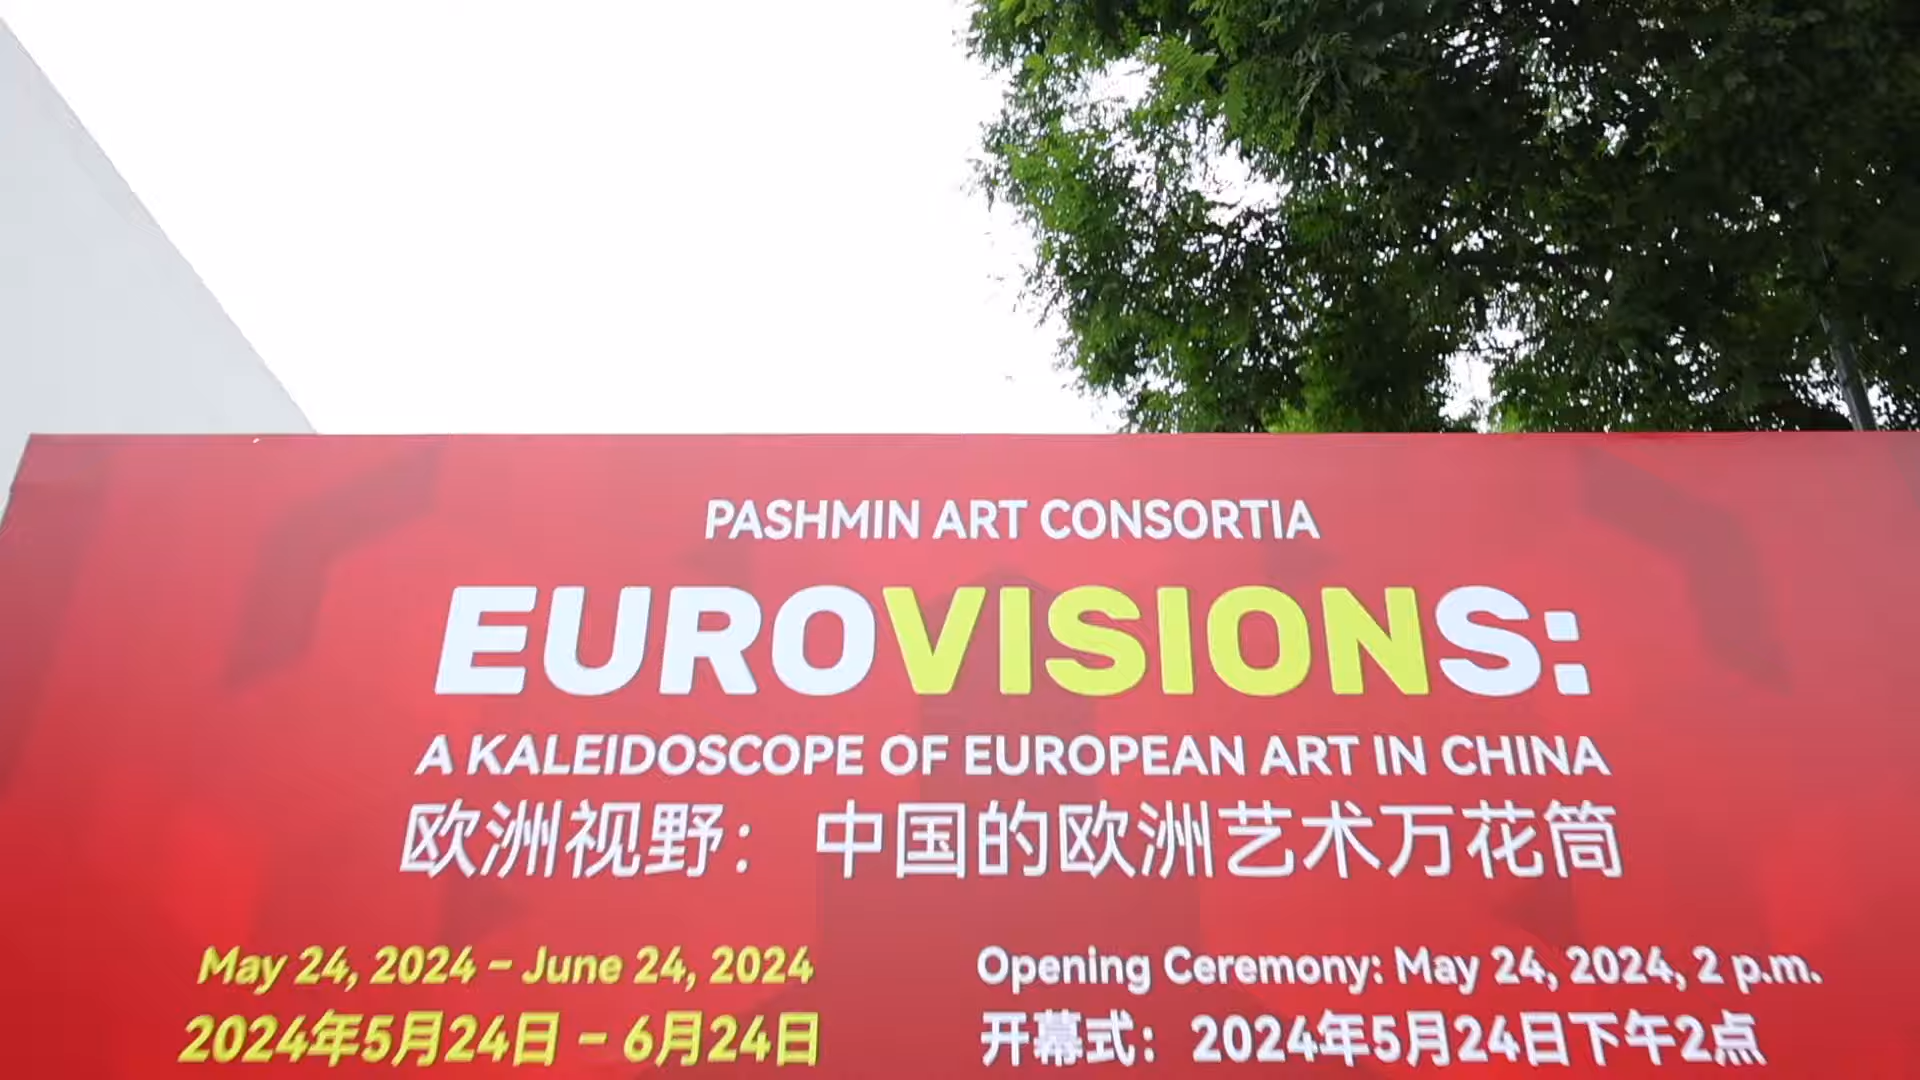 PASHMIN ART CONSORTIA
EUROVISIONS:
A KALEIDOSCOPE OF EUROPEAN ART IN CHINA
欧洲视野：中国的欧洲艺术万花筒
May 24, 2024 – June 24, 2024
2024年5月24日 – 6月24日
Opening Ceremony: May 24, 2024, 2 p.m.
开幕式：2024年5月24日下午2点